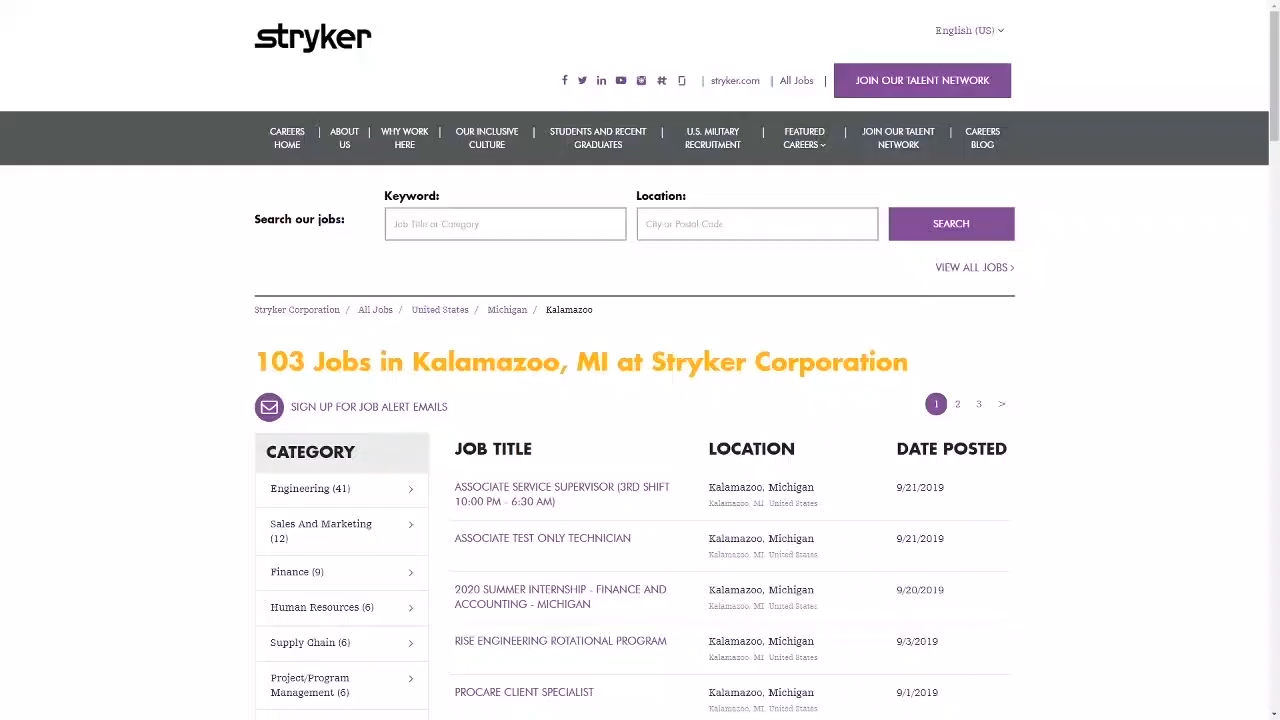 stryker
English (US)
stryker.com | All Jobs |
JOIN OUR TALENT NETWORK
CAREERS HOME
ABOUT US
WHY WORK HERE
OUR INCLUSIVE CULTURE
STUDENTS AND RECENT GRADUATES
U.S. MILITARY RECRUITMENT
FEATURED CAREERS
JOIN OUR TALENT NETWORK
CAREERS BLOG
Search our jobs:
Keyword:
Job Title or Category
Location:
City or Postal Code
SEARCH
VIEW ALL JOBS >
Stryker Corporation / All Jobs / United States / Michigan / Kalamazoo
103 Jobs in Kalamazoo, MI at Stryker Corporation
SIGN UP FOR JOB ALERT EMAILS
1 2 3 >
CATEGORY
Engineering (41)
Sales And Marketing
(12)
Finance (9)
Human Resources (6)
Supply Chain (6)
Project/Program
Management (6)
JOB TITLE LOCATION DATE POSTED
ASSOCIATE SERVICE SUPERVISOR (3RD SHIFT
10:00 PM - 6:30 AM)
Kalamazoo, Michigan
Kalamazoo, MI United States
9/21/2019
ASSOCIATE TEST ONLY TECHNICIAN
Kalamazoo, Michigan
Kalamazoo, MI United States
9/21/2019
2020 SUMMER INTERNSHIP - FINANCE AND
ACCOUNTING - MICHIGAN
Kalamazoo, Michigan
Kalamazoo, MI United States
9/20/2019
RISE ENGINEERING ROTATIONAL PROGRAM
Kalamazoo, Michigan
Kalamazoo, MI United States
9/3/2019
PROCARE CLIENT SPECIALIST
Kalamazoo, Michigan
Kalamazoo, MI United States
9/1/2019